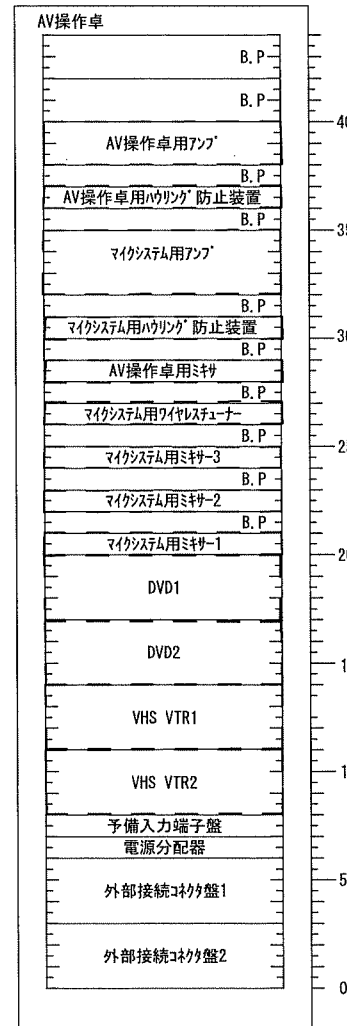 AV操作卓
B.P
B.P
40
AV操作卓用ｱﾝﾌﾟ
B.P
AV操作卓用ﾊｳﾘﾝｸﾞ防止装置
B.P
35
ﾏｲｸｼｽﾃﾑ用ｱﾝﾌﾟ
B.P
ﾏｲｸｼｽﾃﾑ用ﾊｳﾘﾝｸﾞ防止装置
30
B.P
AV操作卓用ﾐｷｻ
B.P
ﾏｲｸｼｽﾃﾑ用ﾜｲﾔﾚｽﾁｭｰﾅｰ
B.P
25
ﾏｲｸｼｽﾃﾑ用ﾐｷｻｰ3
B.P
ﾏｲｸｼｽﾃﾑ用ﾐｷｻｰ2
B.P
ﾏｲｸｼｽﾃﾑ用ﾐｷｻｰ1
20
DVD1
DVD2
1
VHS VTR1
VHS VTR2
1
予備入力端子盤
電源分配器
外部接続ｺﾈｸﾀ盤1
5
外部接続ｺﾈｸﾀ盤2
0